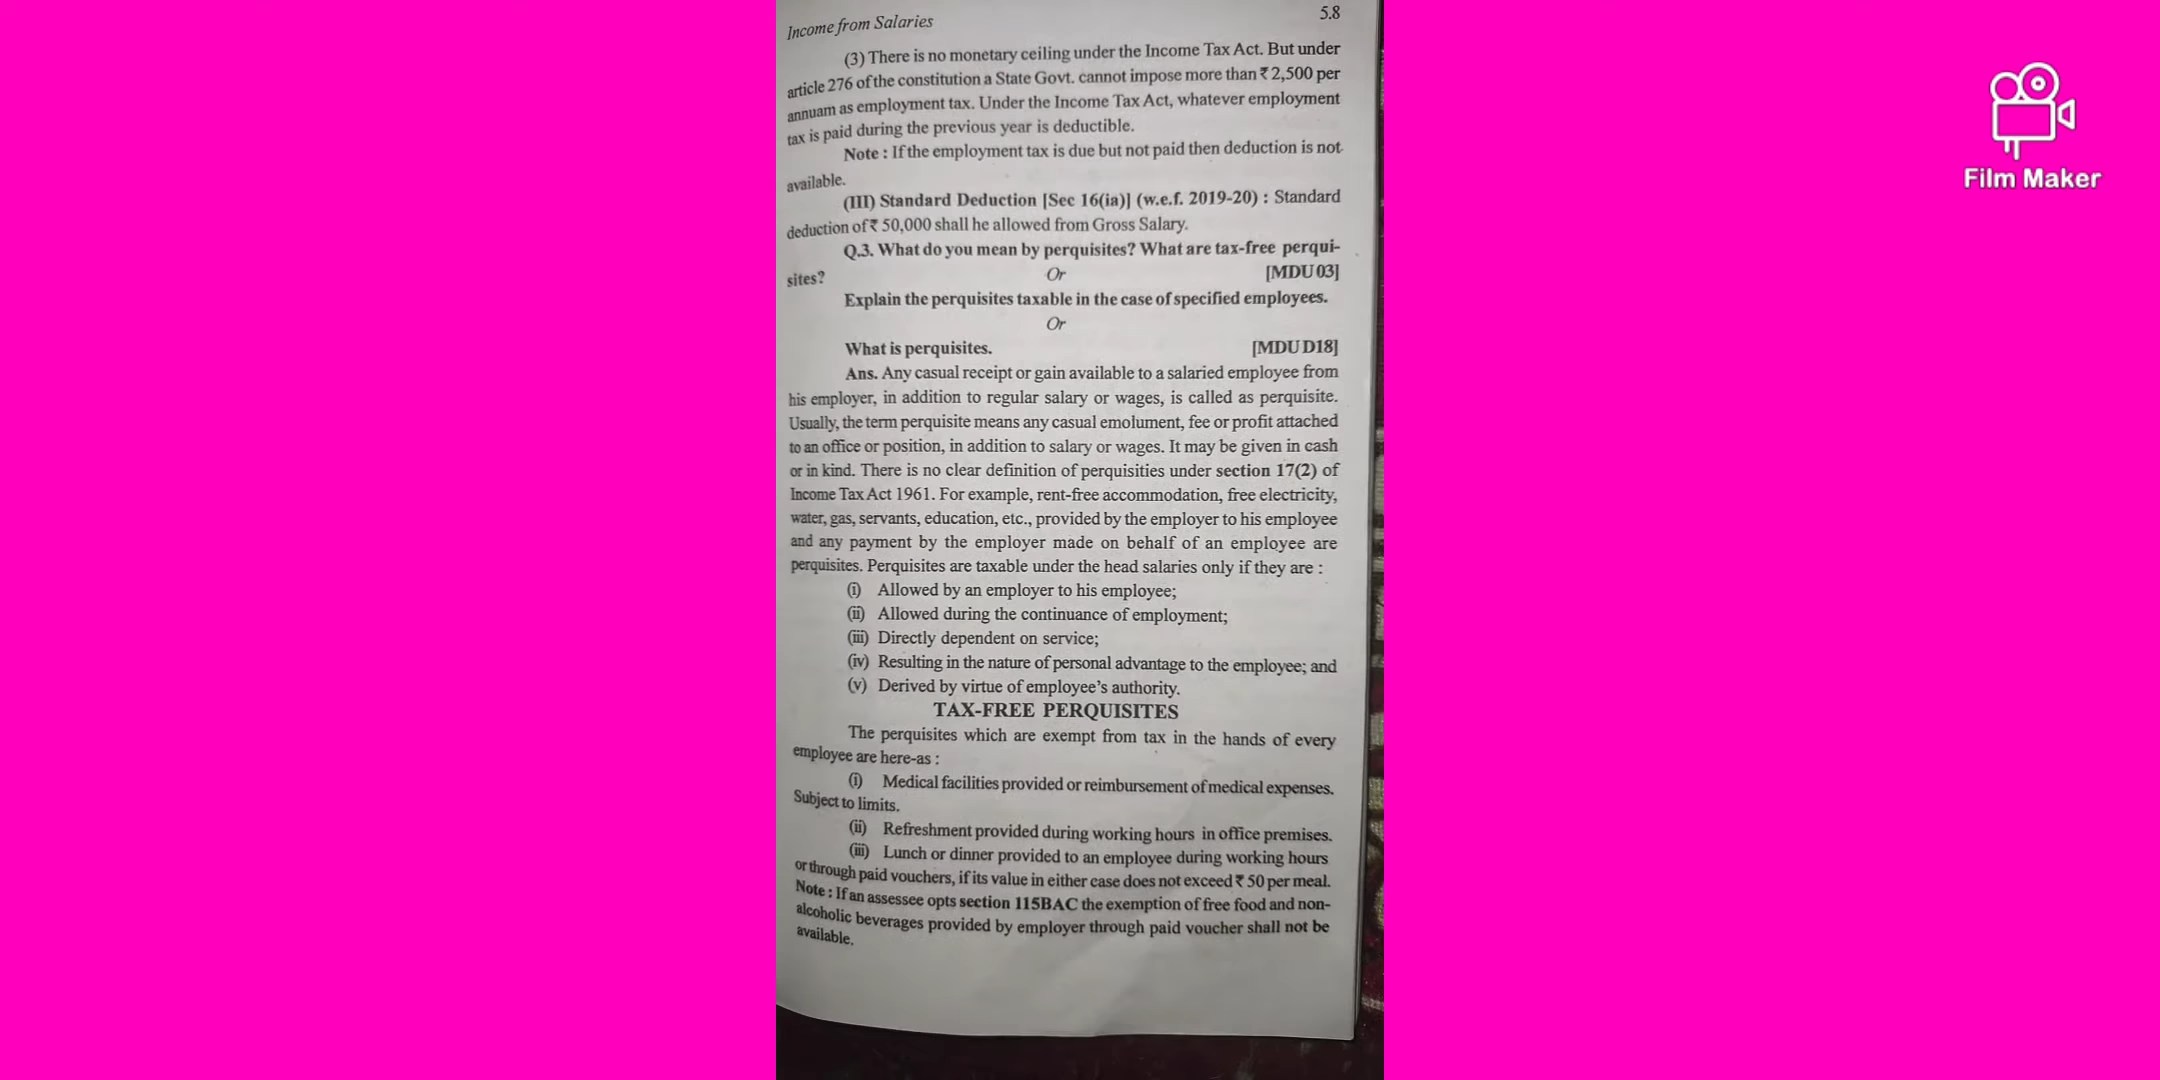 Income from Salaries 5.8
(3) There is no monetary ceiling under the Income Tax Act. But under
article 276 of the constitution a State Govt. cannot impose more than ₹ 2,500 per
annuam as employment tax. Under the Income Tax Act, whatever employment
tax is paid during the previous year is deductible.
Note : If the employment tax is due but not paid then deduction is not
available.
(III) Standard Deduction [Sec 16(ia)] (w.e.f. 2019-20) : Standard
deduction of ₹ 50,000 shall he allowed from Gross Salary.
Q.3. What do you mean by perquisites? What are tax-free perqui-
sites? Or [MDU 03]
Explain the perquisites taxable in the case of specified employees.
Or
What is perquisites. [MDU D18]
Ans. Any casual receipt or gain available to a salaried employee from
his employer, in addition to regular salary or wages, is called as perquisite.
Usually, the term perquisite means any casual emolument, fee or profit attached
to an office or position, in addition to salary or wages. It may be given in cash
or in kind. There is no clear definition of perquisities under section 17(2) of
Income Tax Act 1961. For example, rent-free accommodation, free electricity,
water, gas, servants, education, etc., provided by the employer to his employee
and any payment by the employer made on behalf of an employee are
perquisites. Perquisites are taxable under the head salaries only if they are :
(i) Allowed by an employer to his employee;
(ii) Allowed during the continuance of employment;
(iii) Directly dependent on service;
(iv) Resulting in the nature of personal advantage to the employee; and
(v) Derived by virtue of employee's authority.
TAX-FREE PERQUISITES
The perquisites which are exempt from tax in the hands of every
employee are here-as :
(i) Medical facilities provided or reimbursement of medical expenses.
Subject to limits.
(ii) Refreshment provided during working hours in office premises.
(iii) Lunch or dinner provided to an employee during working hours
or through paid vouchers, if its value in either case does not exceed ₹ 50 per meal.
Note : If an assessee opts section 115BAC the exemption of free food and non-
alcoholic beverages provided by employer through paid voucher shall not be
available.
Film Maker